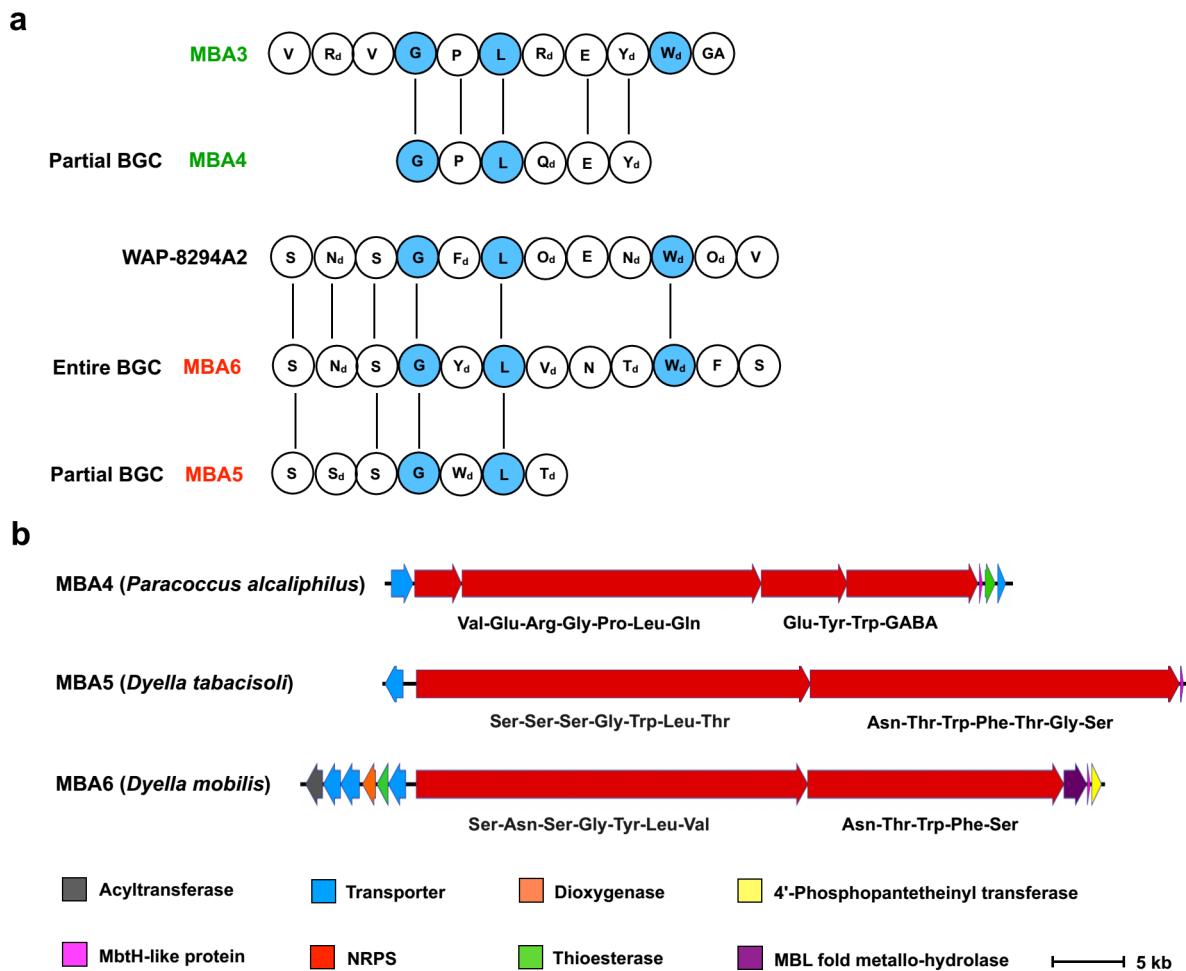 a
MBA3 V Rd V G P L Rd E Yd Wd GA
Partial BGC MBA4 G P L Qd E Yd
WAP-8294A2 S Nd S G Fd L Od E Nd Wd Od V
Entire BGC MBA6 S Nd S G Yd L Vd N Td Wd F S
Partial BGC MBA5 S Sd S G Wd L Td
b
MBA4 (Paracoccus alcaliphilus)
Val-Glu-Arg-Gly-Pro-Leu-Gln Glu-Tyr-Trp-GABA
MBA5 (Dyella tabacisoli)
Ser-Ser-Ser-Gly-Trp-Leu-Thr Asn-Thr-Trp-Phe-Thr-Gly-Ser
MBA6 (Dyella mobilis)
Ser-Asn-Ser-Gly-Tyr-Leu-Val Asn-Thr-Trp-Phe-Ser
Acyltransferase Transporter Dioxygenase 4'-Phosphopantetheinyl transferase
MbtH-like protein NRPS Thioesterase MBL fold metallo-hydrolase 5 kb